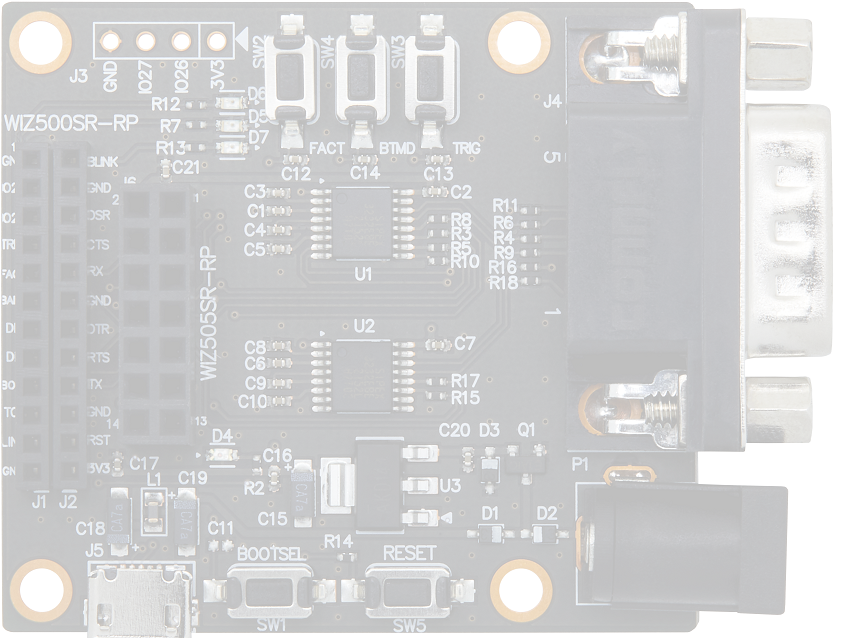 J3
GND
IO27
IO26
3V3
SW2
SW4
SW3
D6
R12
D5
R7
D7
R13
J4
WIZ500SR-RP
FACT
BTMD
TRIG
C21
C12
C14
C13
5
BLINK
GND
DSR
CTS
RX
GND
DTR
RTS
TX
GND
RST
3V3
J1
J2
2
1
14
13
WIZ505SR-RP
C3
C1
C4
C5
C2
R8
R3
R5
R10
U1
R11
R6
R4
R9
R16
R18
1
U2
C8
C6
C9
C10
C7
R17
R15
D4
C16
R2
C15
C17
L1
C19
C18
C11
C20
D3
Q1
U3
P1
D1
D2
R14
J5
BOOTSEL
RESET
SW1
SW5